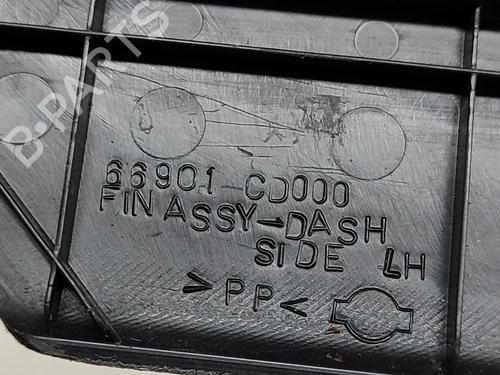 B-PARTS
66901-CD000
FIN ASSY-DASH
SIDE LH
>PP<